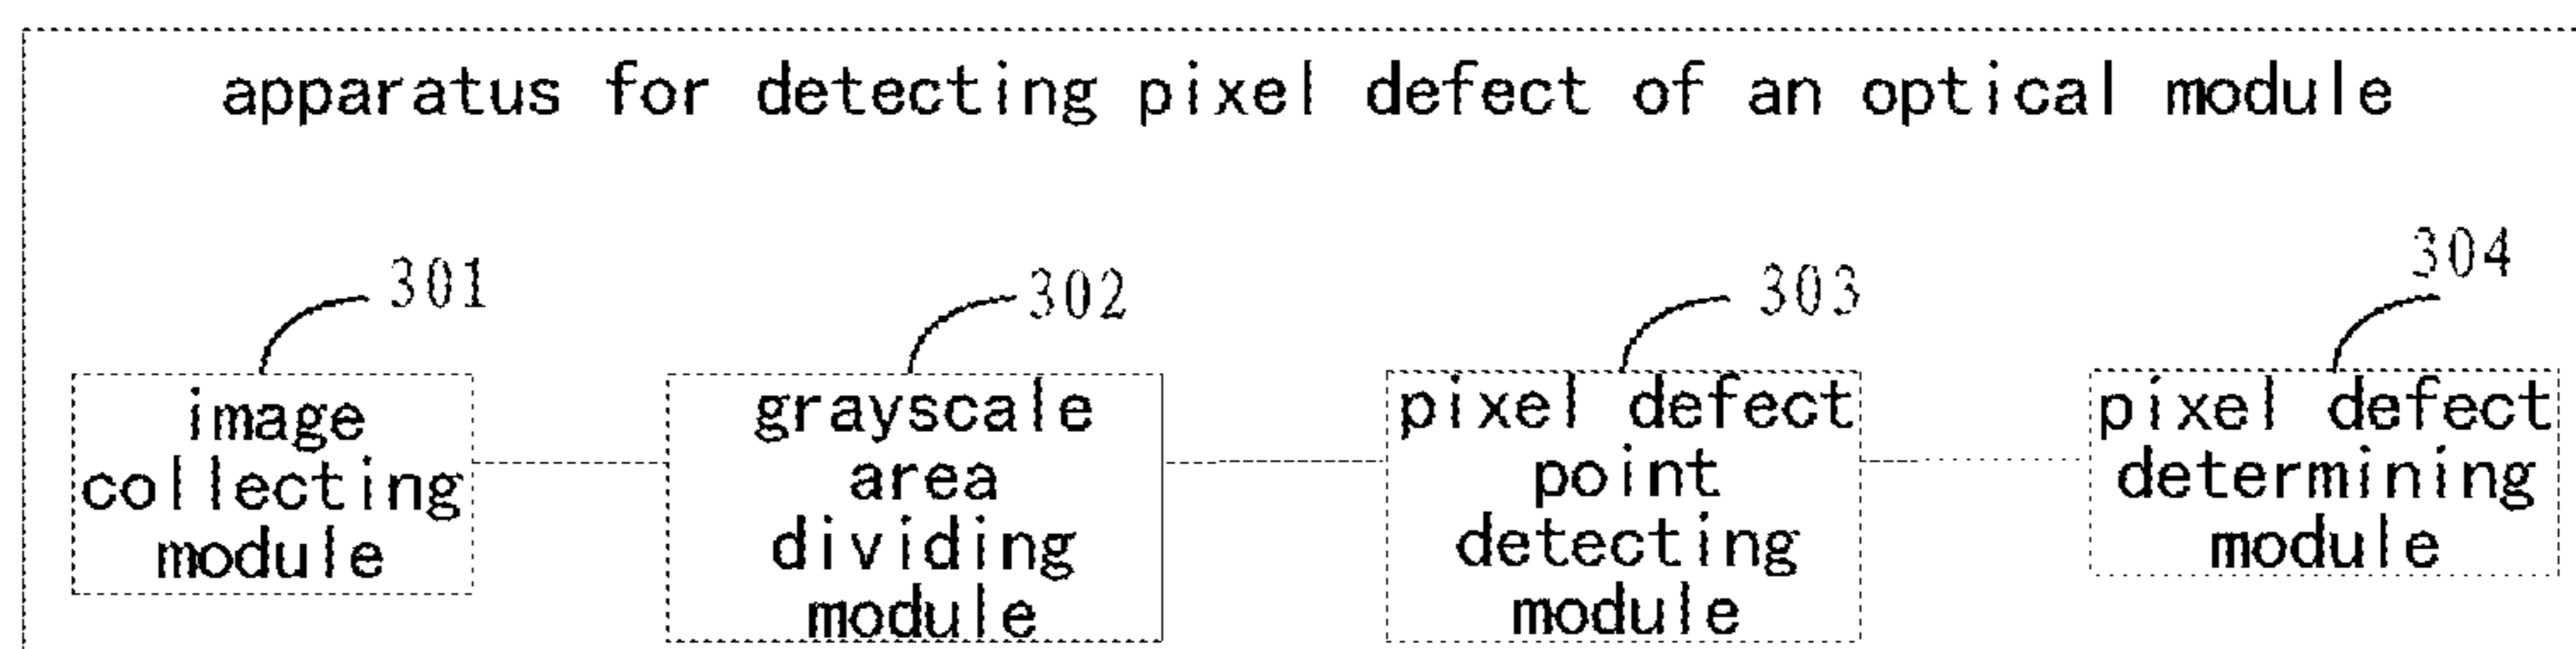 apparatus for detecting pixel defect of an optical module
301
302
303
304
image
collecting
module
grayscale
area
dividing
module
pixel defect
point
detecting
module
pixel defect
determining
module